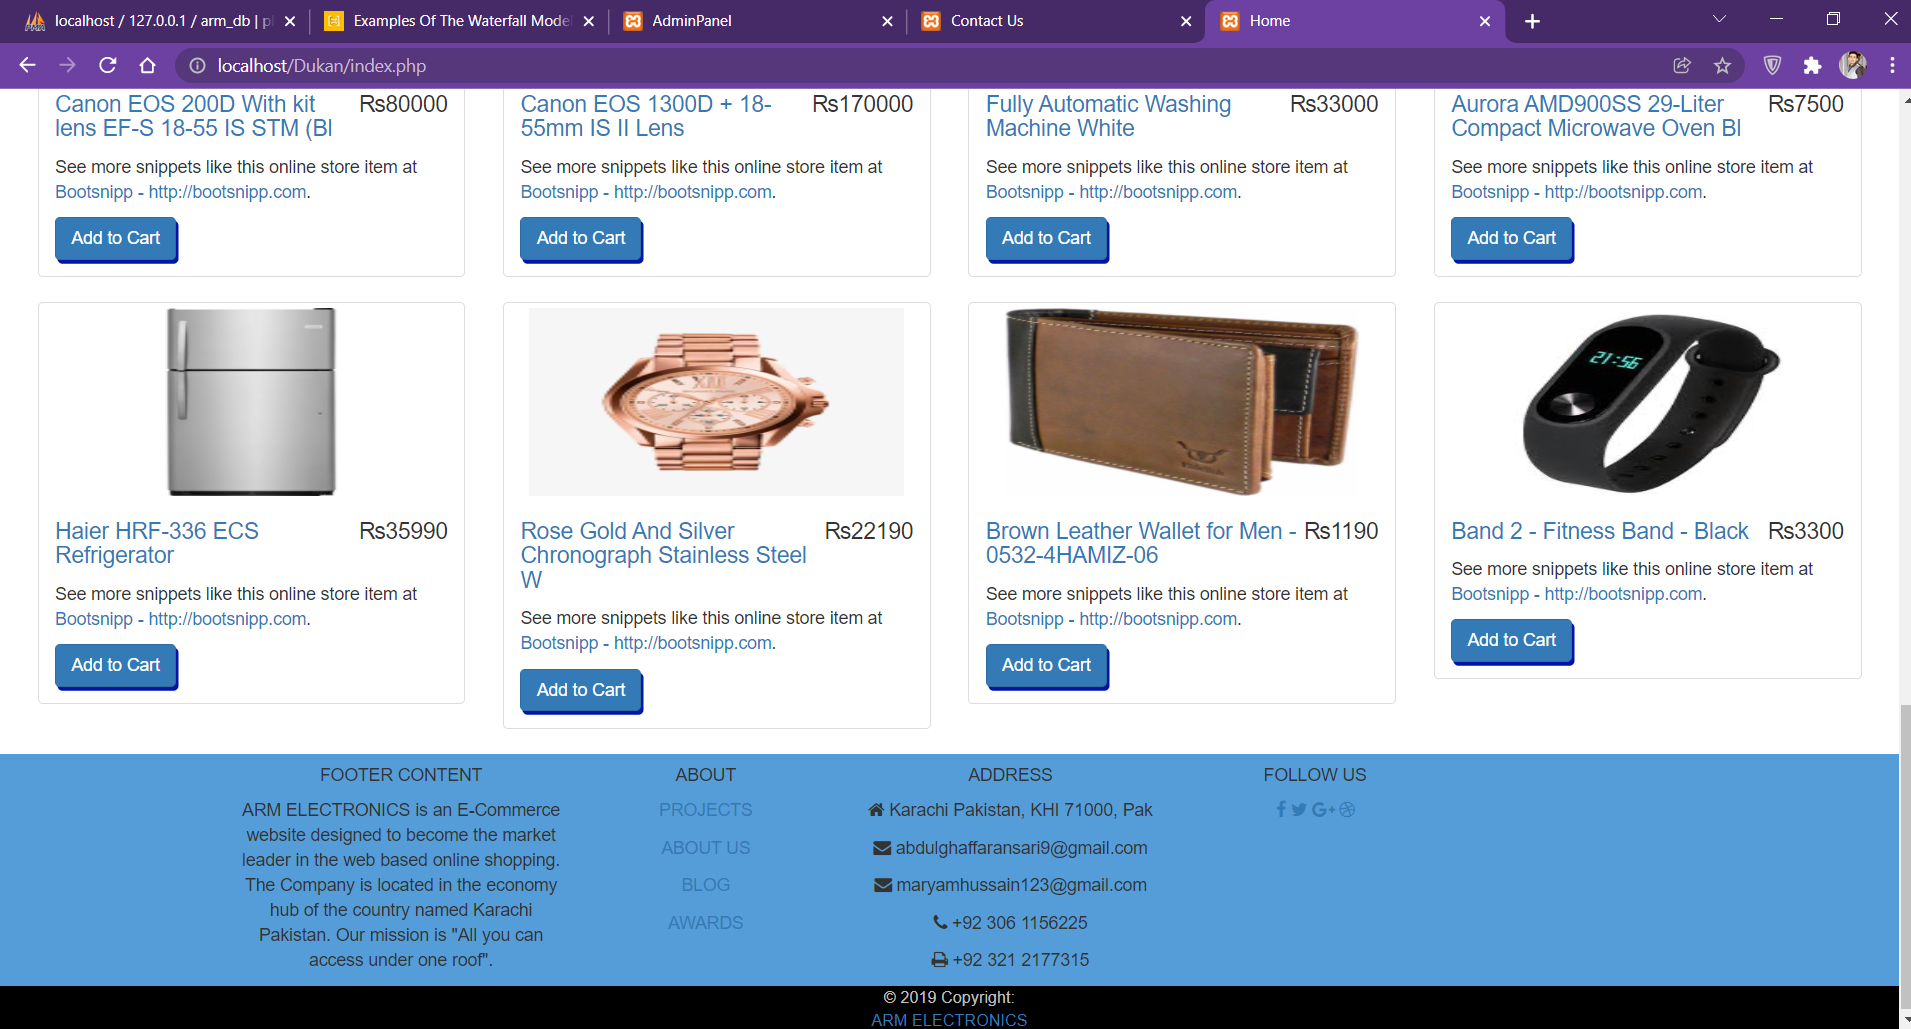 localhost / 127.0.0.1 / arm_db | pl
Examples Of The Waterfall Model
AdminPanel
Contact Us
Home
localhost/Dukan/index.php
Canon EOS 200D With kit
lens EF-S 18-55 IS STM (Bl
Rs80000
See more snippets like this online store item at
Bootsnipp - http://bootsnipp.com.
Add to Cart
Canon EOS 1300D + 18-
55mm IS II Lens
Rs170000
See more snippets like this online store item at
Bootsnipp - http://bootsnipp.com.
Add to Cart
Fully Automatic Washing
Machine White
Rs33000
See more snippets like this online store item at
Bootsnipp - http://bootsnipp.com.
Add to Cart
Aurora AMD900SS 29-Liter
Compact Microwave Oven Bl
Rs7500
See more snippets like this online store item at
Bootsnipp - http://bootsnipp.com.
Add to Cart
Haier HRF-336 ECS
Refrigerator
Rs35990
See more snippets like this online store item at
Bootsnipp - http://bootsnipp.com.
Add to Cart
Rose Gold And Silver
Chronograph Stainless Steel
W
Rs22190
See more snippets like this online store item at
Bootsnipp - http://bootsnipp.com.
Add to Cart
Brown Leather Wallet for Men -
0532-4HAMIZ-06
Rs1190
See more snippets like this online store item at
Bootsnipp - http://bootsnipp.com.
Add to Cart
21:56
Band 2 - Fitness Band - Black
Rs3300
See more snippets like this online store item at
Bootsnipp - http://bootsnipp.com.
Add to Cart
FOOTER CONTENT
ARM ELECTRONICS is an E-Commerce
website designed to become the market
leader in the web based online shopping.
The Company is located in the economy
hub of the country named Karachi
Pakistan. Our mission is "All you can
access under one roof".
ABOUT
PROJECTS
ABOUT US
BLOG
AWARDS
ADDRESS
Karachi Pakistan, KHI 71000, Pak
abdulghaffaransari9@gmail.com
maryamhussain123@gmail.com
+92 306 1156225
+92 321 2177315
FOLLOW US
© 2019 Copyright:
ARM ELECTRONICS